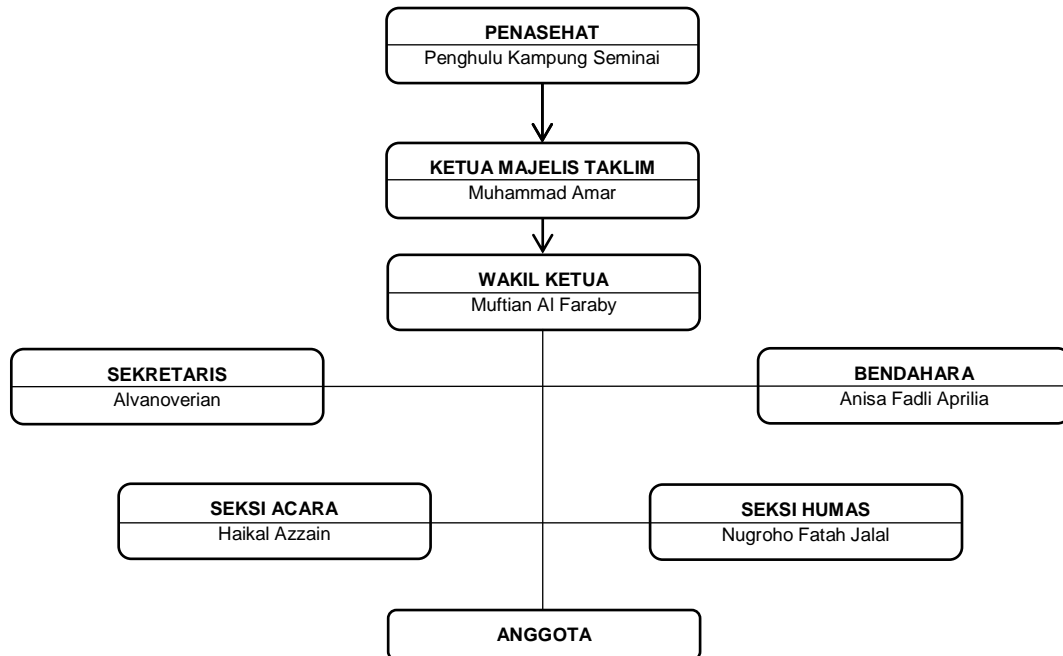 PENASEHAT
Penghulu Kampung Seminai
KETUA MAJELIS TAKLIM
Muhammad Amar
WAKIL KETUA
Muftian Al Faraby
SEKRETARIS
Alvanoverian
BENDAHARA
Anisa Fadli Aprilia
SEKSI ACARA
Haikal Azzain
SEKSI HUMAS
Nugroho Fatah Jalal
ANGGOTA